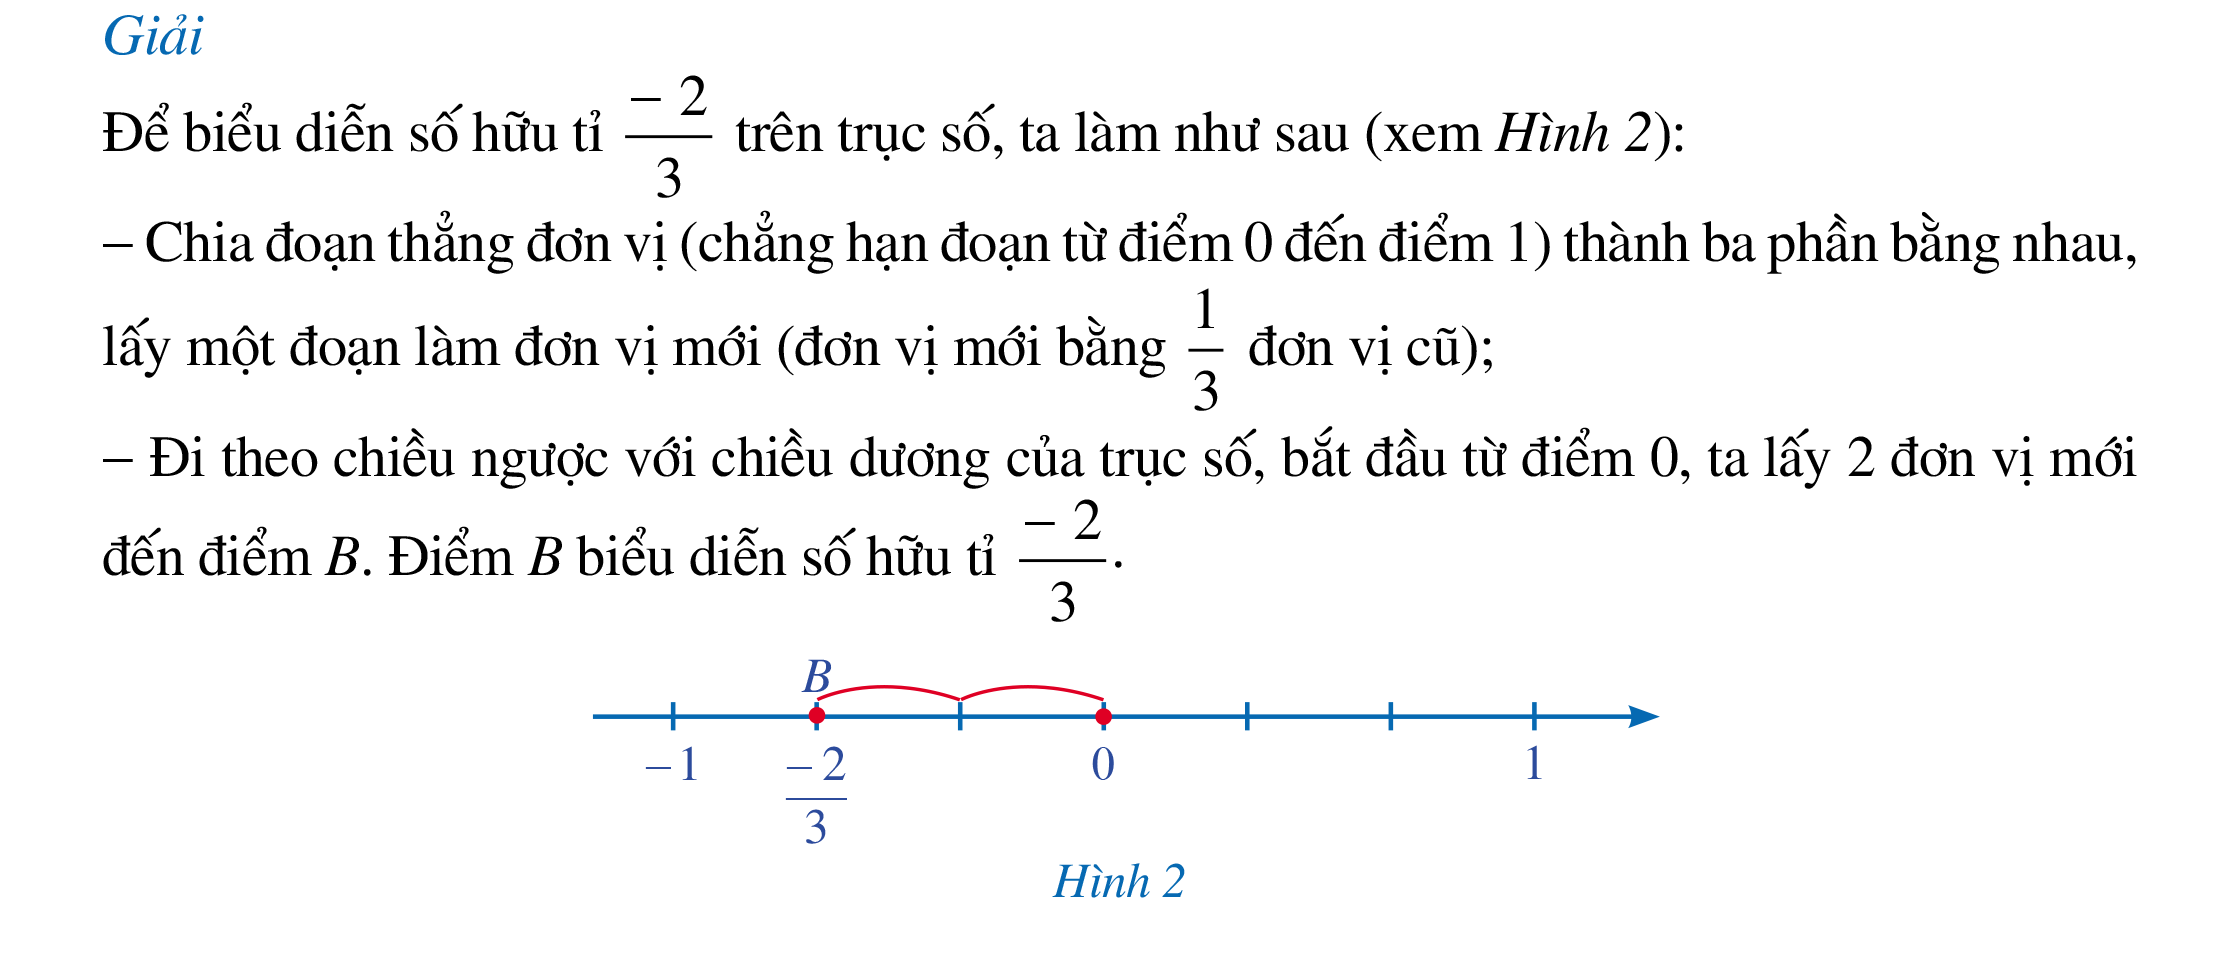 Giải
Để biểu diễn số hữu tỉ \frac{-2}{3} trên trục số, ta làm như sau (xem Hình 2):
– Chia đoạn thẳng đơn vị (chẳng hạn đoạn từ điểm 0 đến điểm 1) thành ba phần bằng nhau,
lấy một đoạn làm đơn vị mới (đơn vị mới bằng \frac{1}{3} đơn vị cũ);
– Đi theo chiều ngược với chiều dương của trục số, bắt đầu từ điểm 0, ta lấy 2 đơn vị mới
đến điểm B. Điểm B biểu diễn số hữu tỉ \frac{-2}{3}.
B
–1 \frac{-2}{3} 0 1
Hình 2